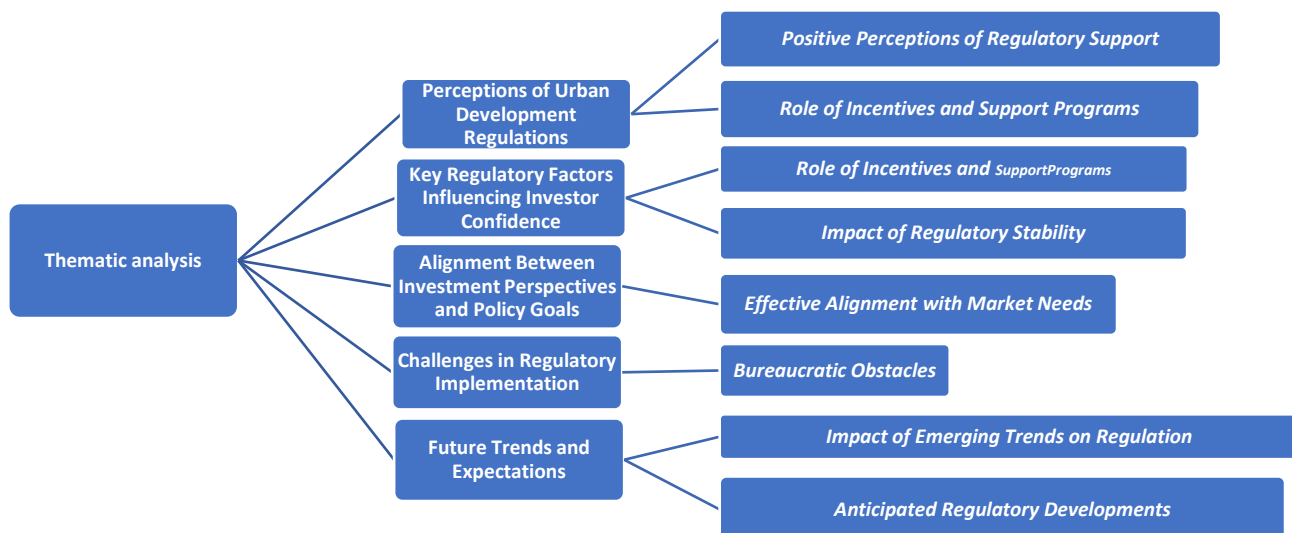 Thematic analysis
Perceptions of Urban
Development
Regulations
Positive Perceptions of Regulatory Support
Role of Incentives and Support Programs
Key Regulatory Factors
Influencing Investor
Confidence
Role of Incentives and SupportPrograms
Impact of Regulatory Stability
Alignment Between
Investment Perspectives
and Policy Goals
Effective Alignment with Market Needs
Challenges in Regulatory
Implementation
Bureaucratic Obstacles
Future Trends and
Expectations
Impact of Emerging Trends on Regulation
Anticipated Regulatory Developments